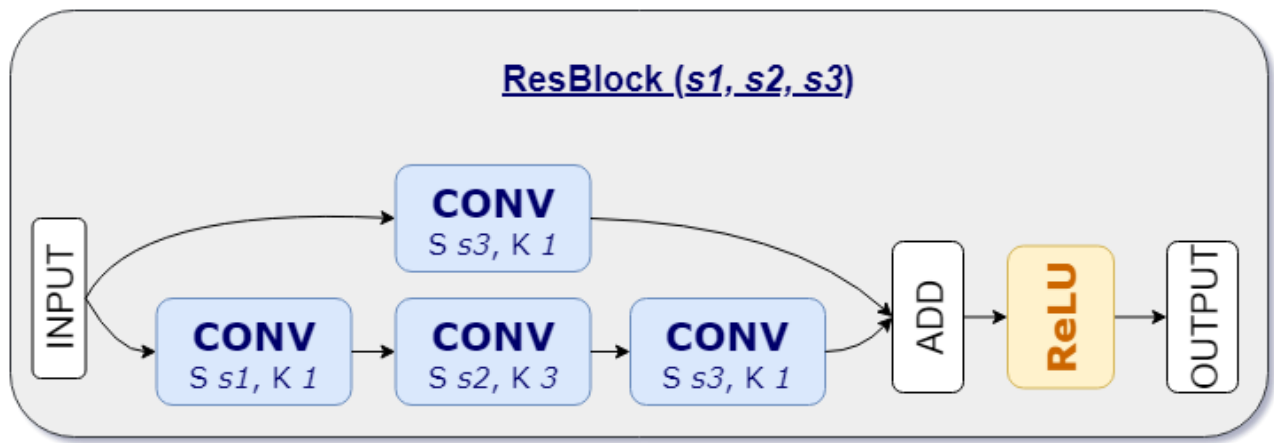 ResBlock (s1, s2, s3)
INPUT
CONV
S s3, K 1
CONV
S s1, K 1
CONV
S s2, K 3
CONV
S s3, K 1
ADD
ReLU
OUTPUT